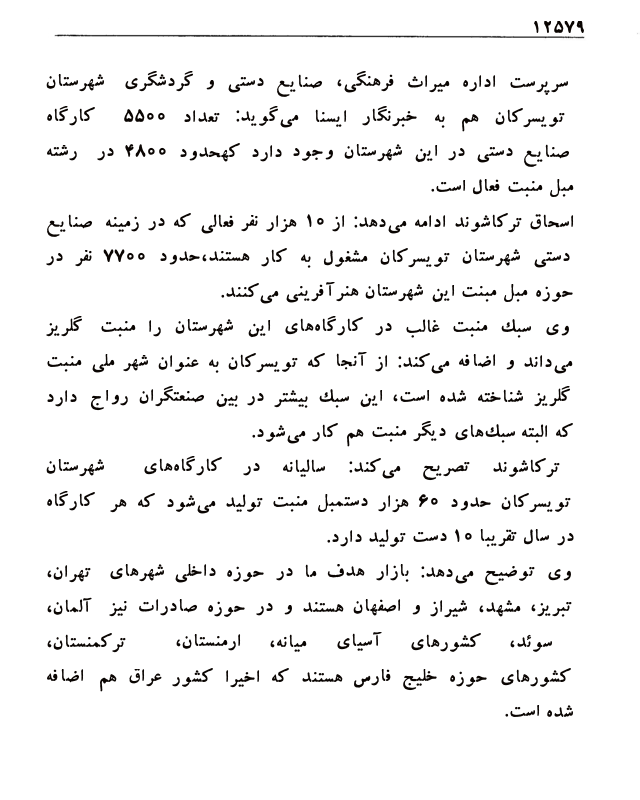 ۱۲۵۷۹
سرپرست اداره میراث فرهنگی، صنایع دستی و گردشگری شهرستان
تویسرکان هم به خبرنگار ایسنا می‌گوید: تعداد ۵۵۰۰ کارگاه
صنایع دستی در این شهرستان وجود دارد کهحدود ۴۸۰۰ در رشته
مبل منبت فعال است.
اسحاق ترکاشوند ادامه می‌دهد: از ۱۰ هزار نفر فعالی که در زمینه صنایع
دستی شهرستان تویسرکان مشغول به کار هستند،حدود ۷۷۰۰ نفر در
حوزه مبل مبنت این شهرستان هنرآفرینی می‌کنند.
وی سبك منبت غالب در کارگاه‌های این شهرستان را منبت گلریز
می‌داند و اضافه می‌کند: از آنجا که تویسرکان به عنوان شهر ملی منبت
گلریز شناخته شده است، این سبك بیشتر در بین صنعتگران رواج دارد
که البته سبك‌های دیگر منبت هم کار می‌شود.
ترکاشوند تصریح می‌کند: سالیانه در کارگاه‌های شهرستان
تویسرکان حدود ۶۰ هزار دستمبل منبت تولید می‌شود که هر کارگاه
در سال تقریبا ۱۰ دست تولید دارد.
وی توضیح می‌دهد: بازار هدف ما در حوزه داخلی شهرهای تهران،
تبریز، مشهد، شیراز و اصفهان هستند و در حوزه صادرات نیز آلمان،
سوئد، کشورهای آسیای میانه، ارمنستان، ترکمنستان،
کشورهای حوزه خلیج فارس هستند که اخیرا کشور عراق هم اضافه
شده است.